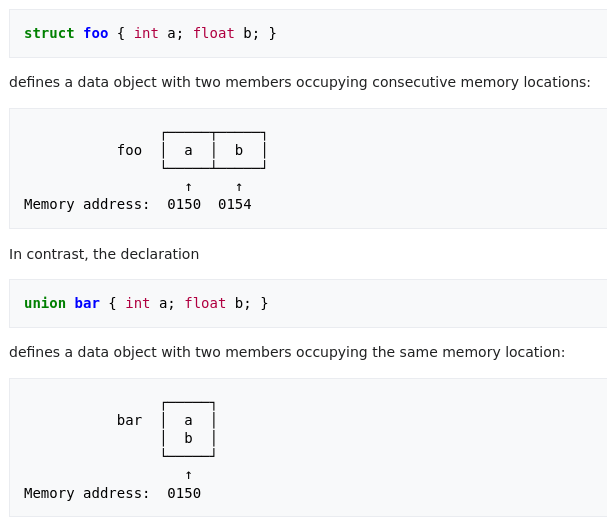 struct foo { int a; float b; }
defines a data object with two members occupying consecutive memory locations:
foo │ a │ b │
↑ ↑
Memory address: 0150 0154
In contrast, the declaration
union bar { int a; float b; }
defines a data object with two members occupying the same memory location:
bar │ a │
│ b │
↑
Memory address: 0150